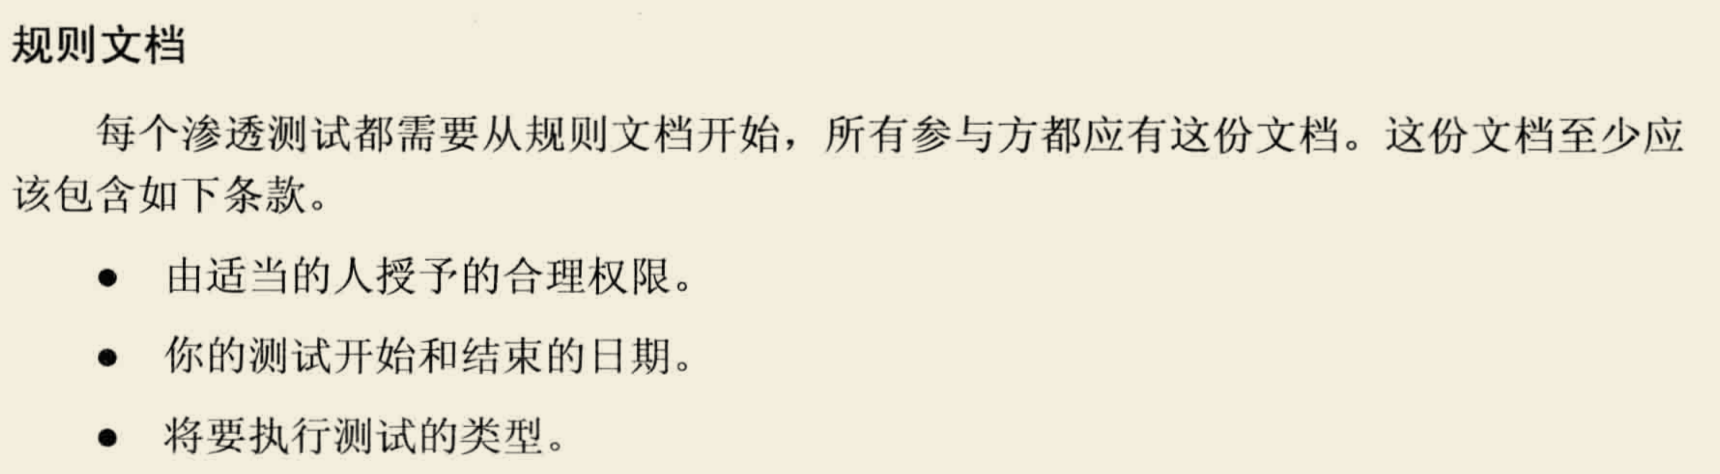 规则文档
每个渗透测试都需要从规则文档开始，所有参与方都应有这份文档。这份文档至少应
该包含如下条款。
● 由适当的人授予的合理权限。
● 你的测试开始和结束的日期。
● 将要执行测试的类型。